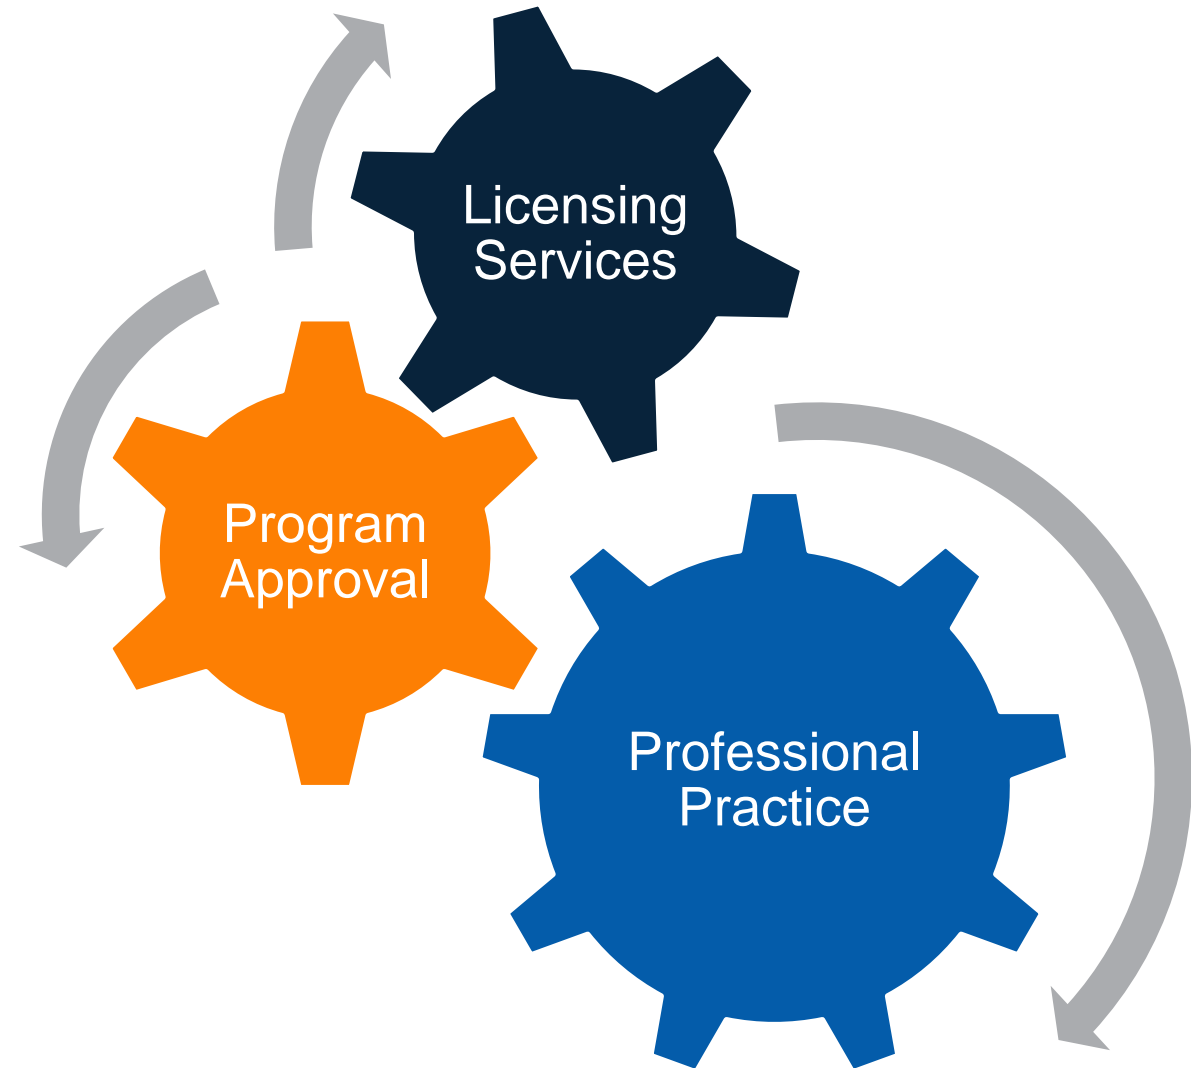 Licensing
Services
Program
Approval
Professional
Practice